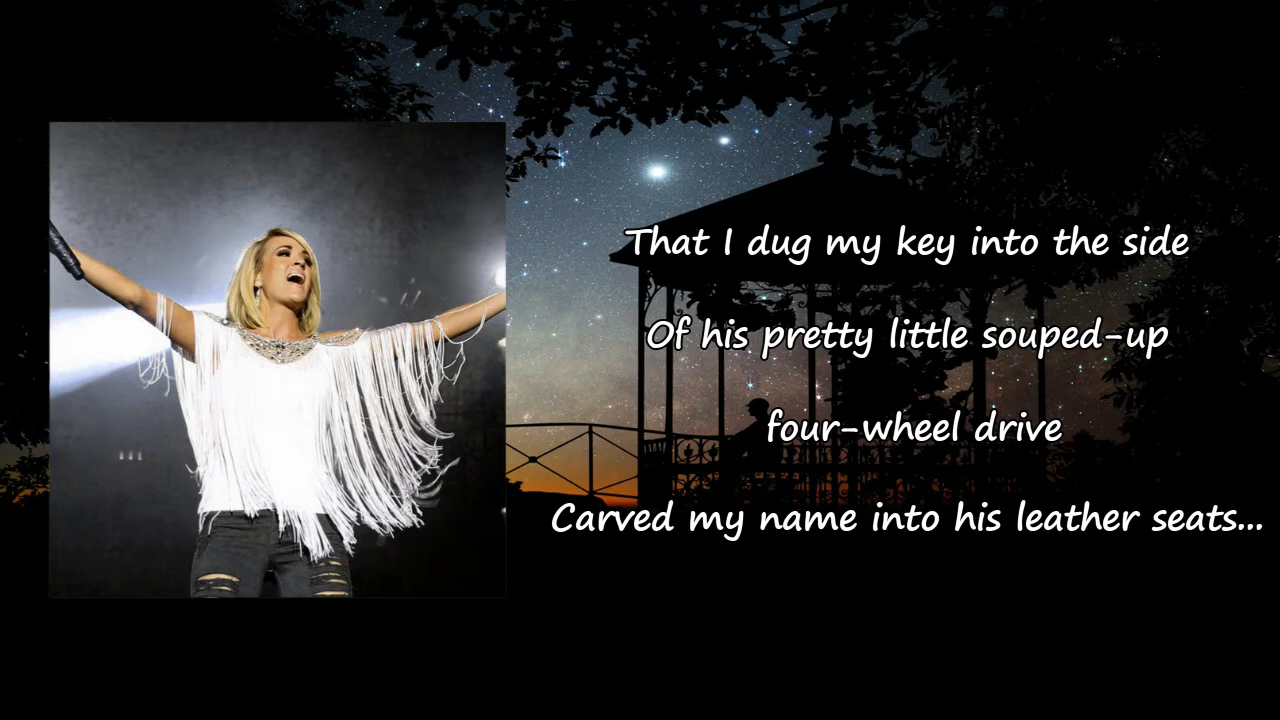 That I dug my key into the side
Of his pretty little souped-up
four-wheel drive
Carved my name into his leather seats...